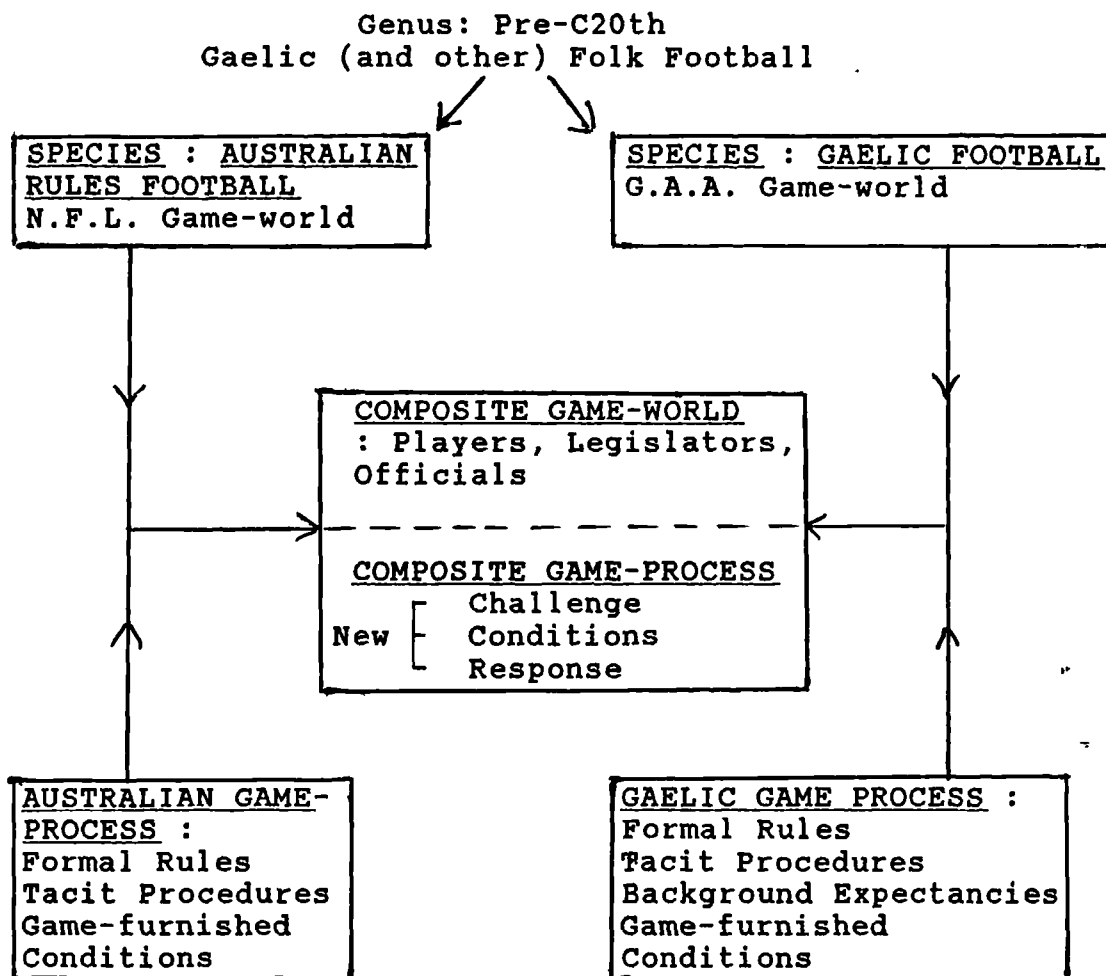 Genus: Pre-C20th
Gaelic (and other) Folk Football
SPECIES : AUSTRALIAN
RULES FOOTBALL
N.F.L. Game-world
SPECIES : GAELIC FOOTBALL
G.A.A. Game-world
COMPOSITE GAME-WORLD
: Players, Legislators,
Officials
COMPOSITE GAME-PROCESS
Challenge
New Conditions
Response
AUSTRALIAN GAME-
PROCESS :
Formal Rules
Tacit Procedures
Game-furnished
Conditions
GAELIC GAME PROCESS :
Formal Rules
Tacit Procedures
Background Expectancies
Game-furnished
Conditions